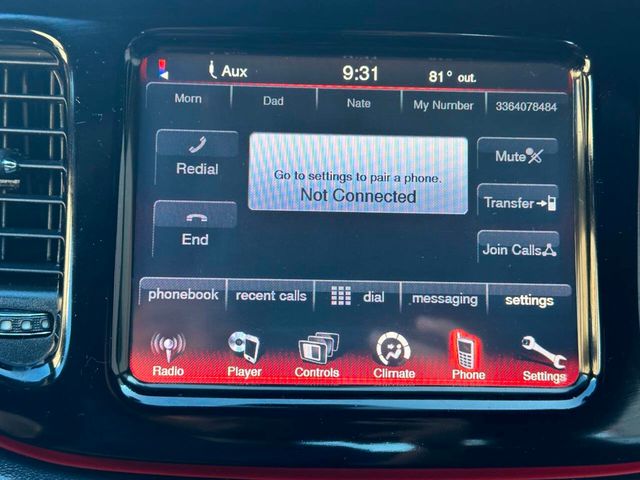 Aux 9:31 81° out.
Morn Dad Nate My Number 3364078484
Redial
Go to settings to pair a phone.
Not Connected
Mute
Transfer
End
Join Calls
phonebook recent calls dial messaging settings
Radio Player Controls Climate Phone Settings